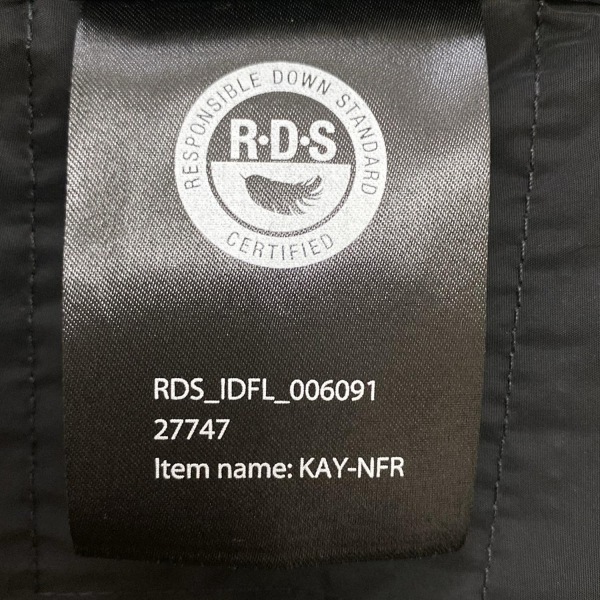 RESPONSIBLE DOWN STANDARD
R·D·S
CERTIFIED
RDS_IDFL_006091
27747
Item name: KAY-NFR